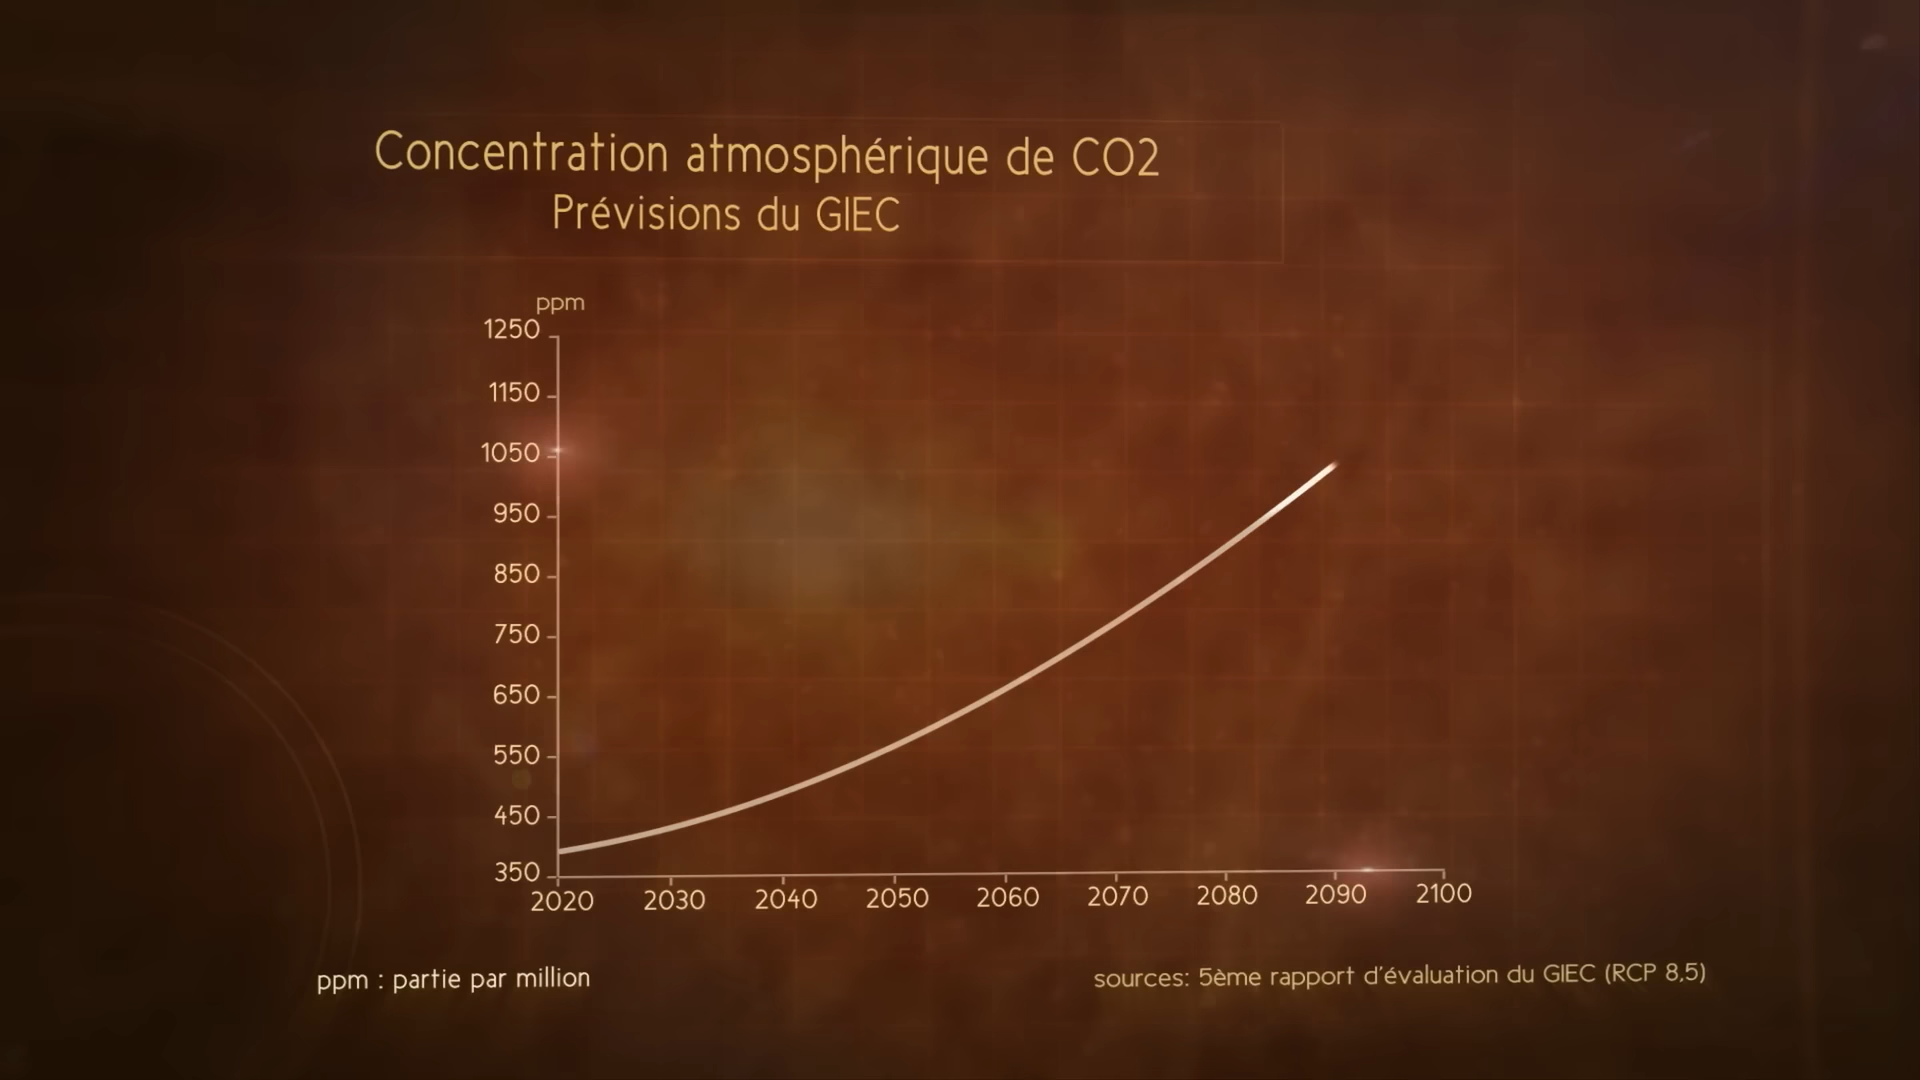 Concentration atmosphérique de CO2
Prévisions du GIEC
ppm
1250
1150
1050
950
850
750
650
550
450
350
2020 2030 2040 2050 2060 2070 2080 2090 2100
ppm : partie par million
sources: 5ème rapport d'évaluation du GIEC (RCP 8,5)